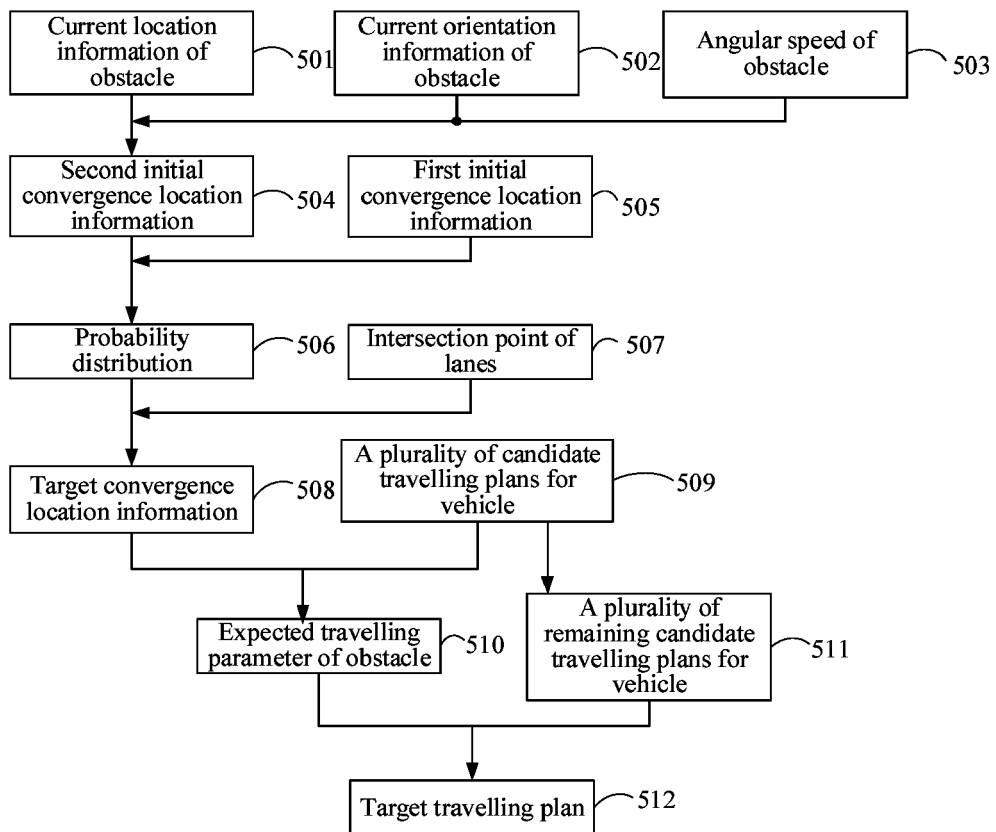 Current location
information of
obstacle
501
Current orientation
information of
obstacle
502
Angular speed of
obstacle
503
Second initial
convergence location
information
504
First initial
convergence location
information
505
Probability
distribution
506
Intersection point of
lanes
507
Target convergence
location information
508
A plurality of candidate
travelling plans for
vehicle
509
Expected travelling
parameter of obstacle
510
A plurality of
remaining candidate
travelling plans for
vehicle
511
Target travelling plan
512